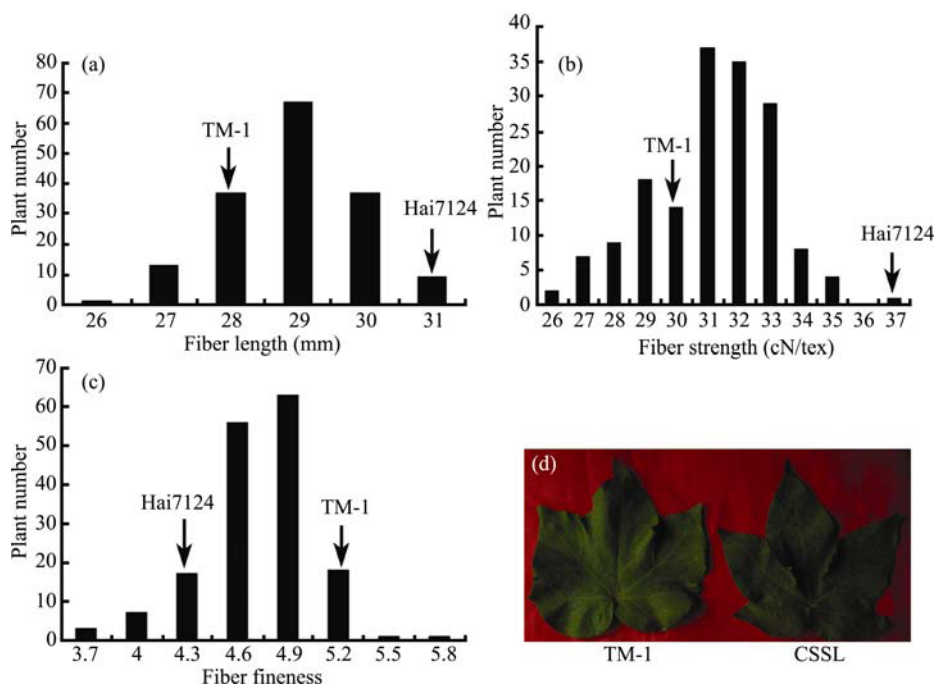 (a)
Plant number
80
70
60
50
40
30
20
10
0
TM-1
Hai7124
26 27 28 29 30 31
Fiber length (mm)
(b)
Plant number
40
35
30
25
20
15
10
5
0
TM-1
Hai7124
26 27 28 29 30 31 32 33 34 35 36 37
Fiber strength (cN/tex)
(c)
Plant number
70
60
50
40
30
20
10
0
Hai7124
TM-1
3.7 4 4.3 4.6 4.9 5.2 5.5 5.8
Fiber fineness
(d)
TM-1 CSSL